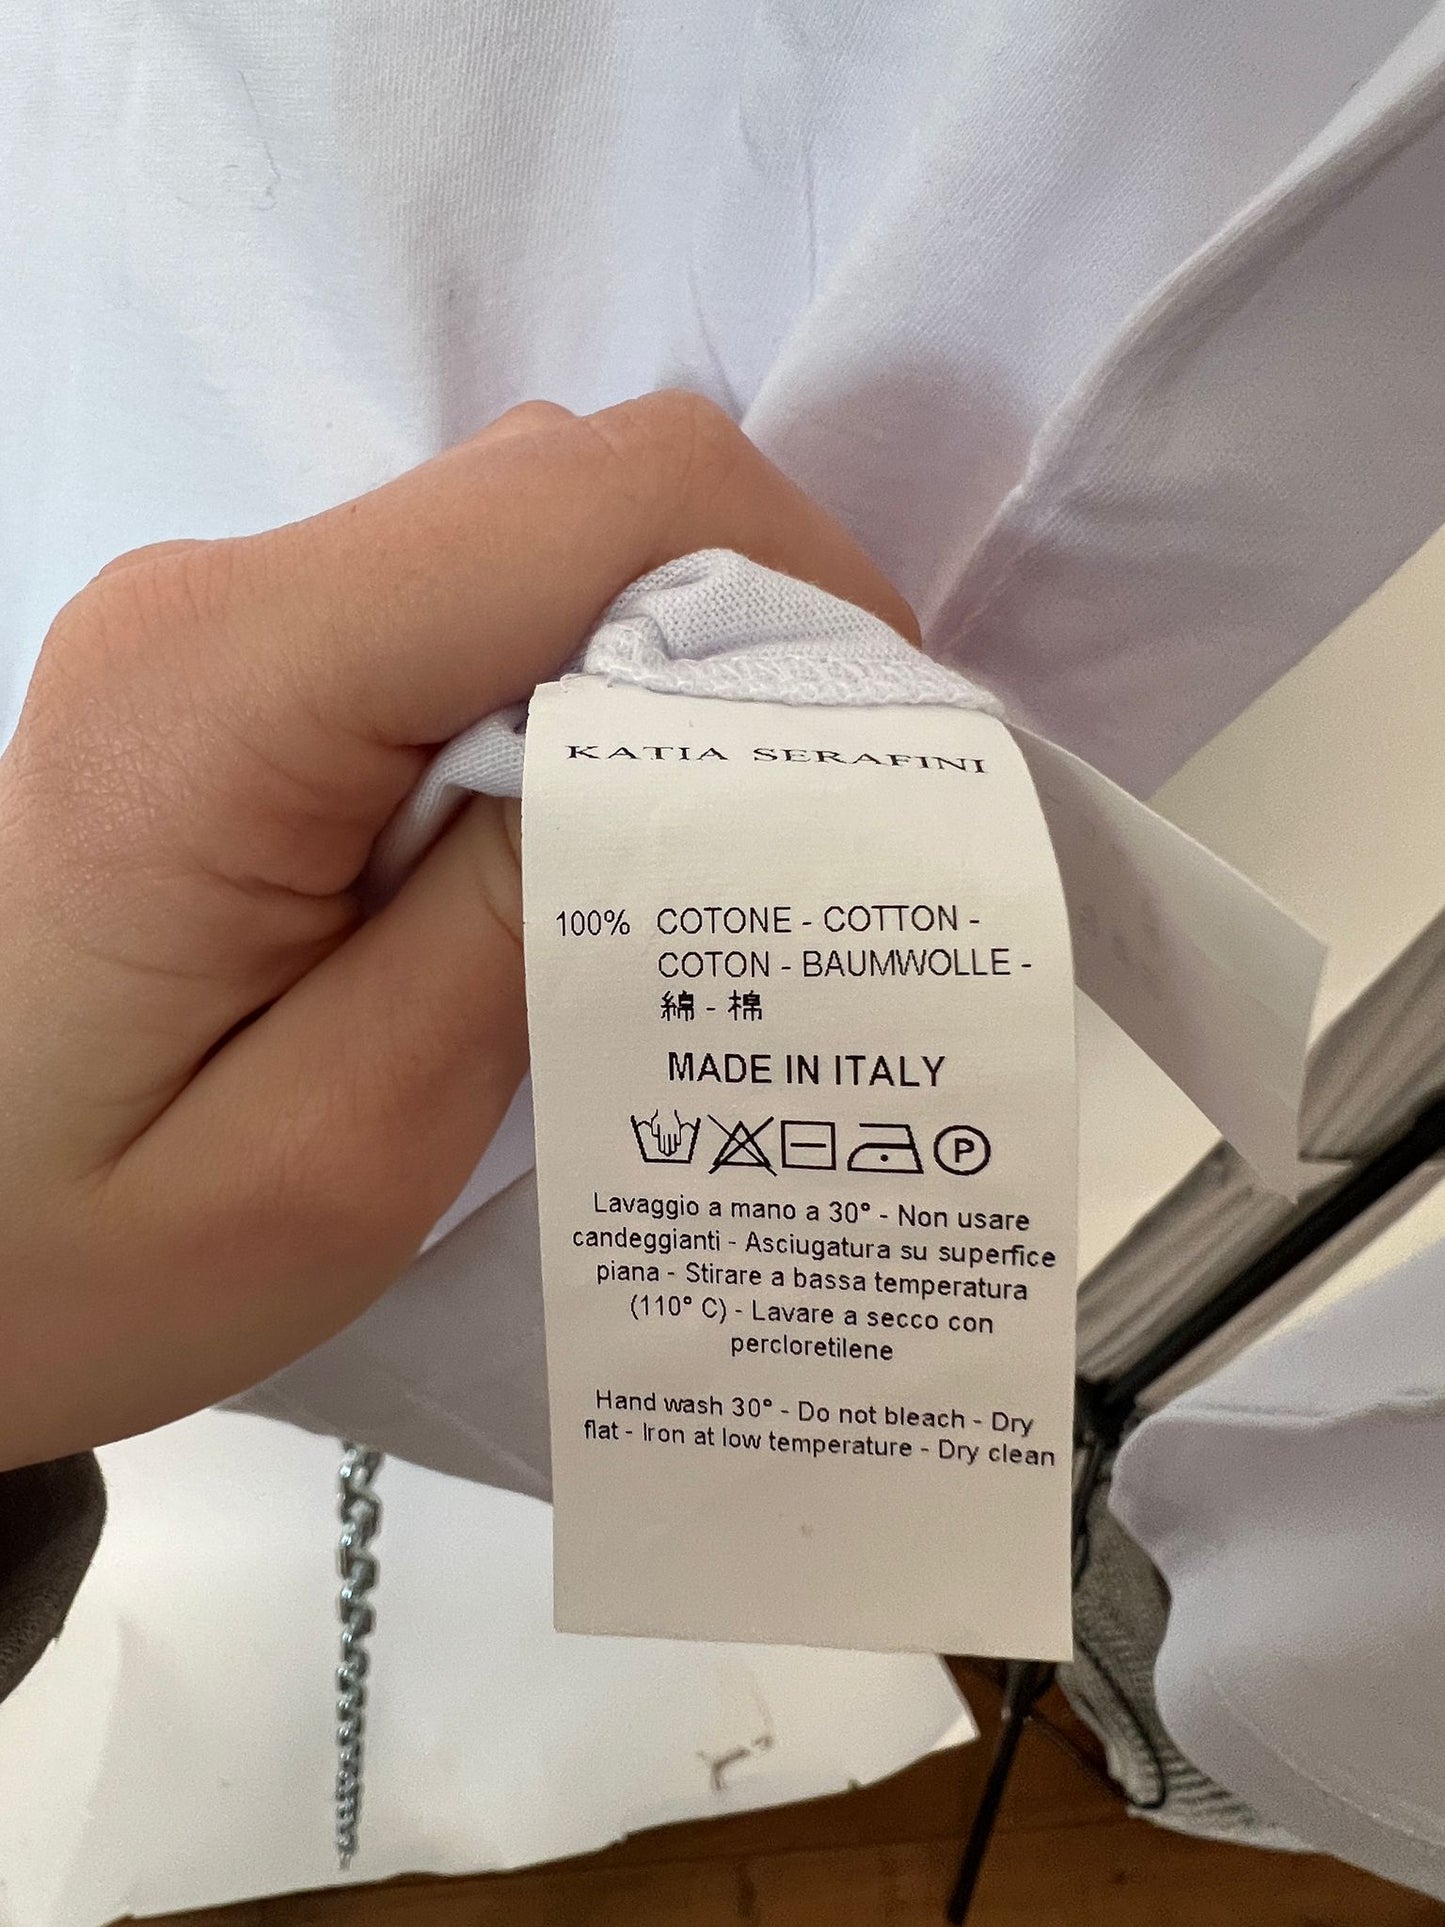 KATIA SERAFINI
100% COTONE - COTTON -
COTON - BAUMWOLLE -
綿 - 棉
MADE IN ITALY
P
Lavaggio a mano a 30° - Non usare
candeggianti - Asciugatura su superfice
piana - Stirare a bassa temperatura
(110° C) - Lavare a secco con
percloretilene
Hand wash 30° - Do not bleach - Dry
flat - Iron at low temperature - Dry clean